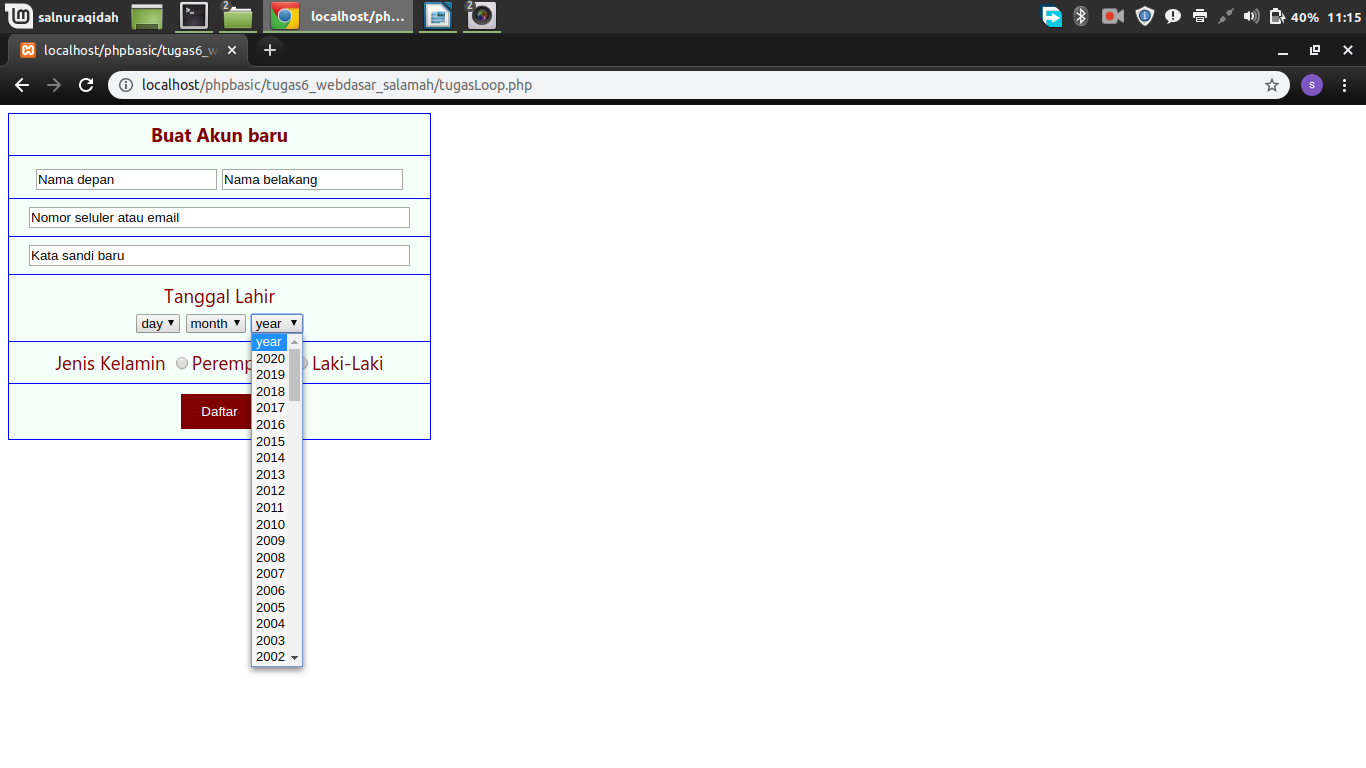 salnuraqidah 2 localhost/ph... 2 40% 11:15
localhost/phpbasic/tugas6_w
localhost/phpbasic/tugas6_webdasar_salamah/tugasLoop.php s
Buat Akun baru
Nama depan Nama belakang
Nomor seluler atau email
Kata sandi baru
Tanggal Lahir
day month year
year
2020
2019
2018
2017
2016
2015
2014
2013
2012
2011
2010
2009
2008
2007
2006
2005
2004
2003
2002
Jenis Kelamin Peremp Laki-Laki
Daftar